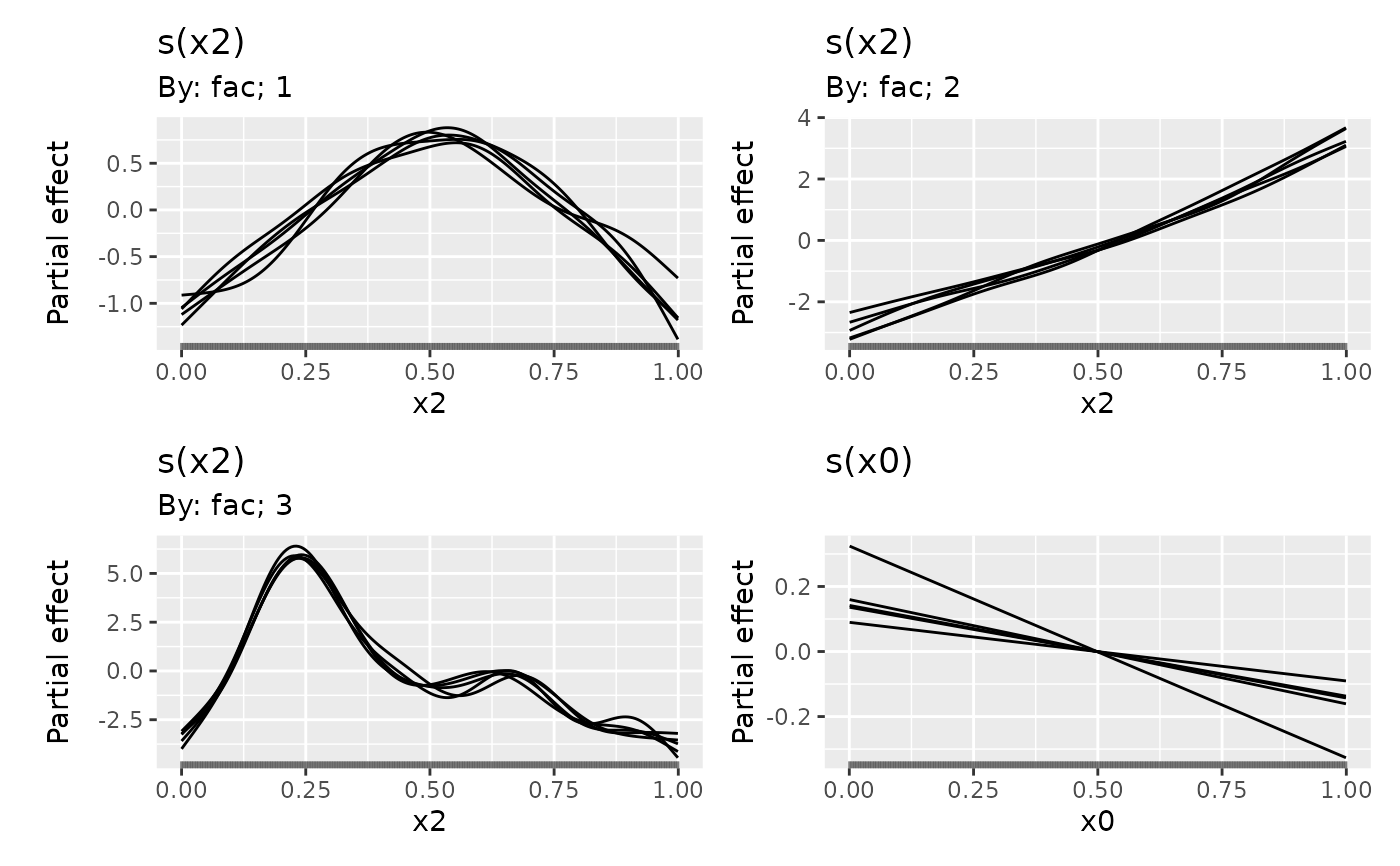 s(x2)
By: fac; 1
Partial effect
0.5
0.0
-0.5
-1.0
0.00 0.25 0.50 0.75 1.00
x2
s(x2)
By: fac; 2
Partial effect
4
2
0
-2
0.00 0.25 0.50 0.75 1.00
x2
s(x2)
By: fac; 3
Partial effect
5.0
2.5
0.0
-2.5
0.00 0.25 0.50 0.75 1.00
x2
s(x0)
Partial effect
0.2
0.0
-0.2
0.00 0.25 0.50 0.75 1.00
x0